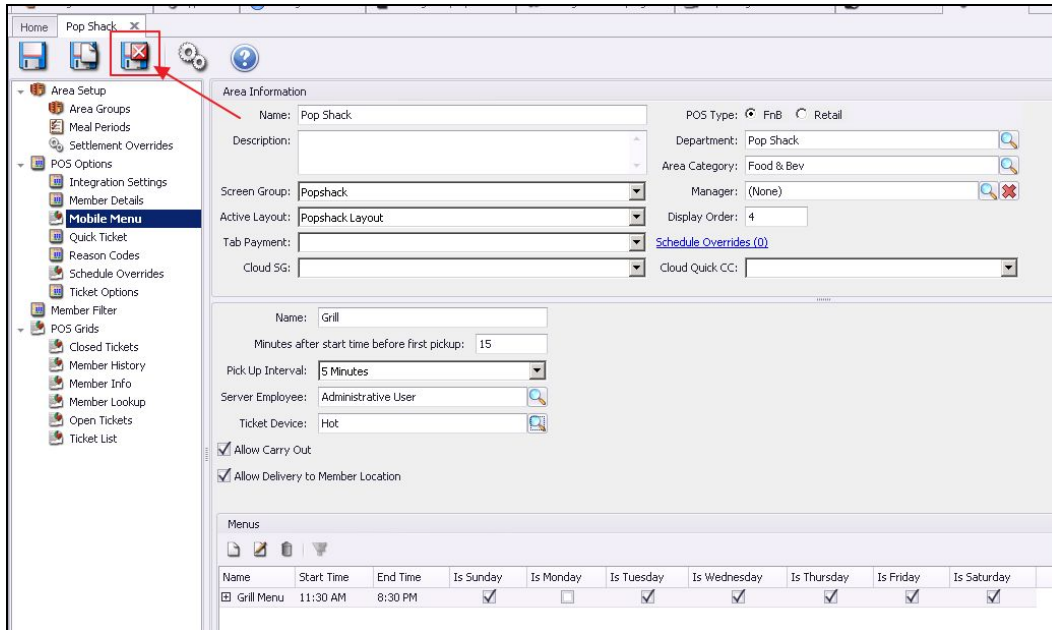 Home Pop Shack
Area Setup
Area Groups
Meal Periods
Settlement Overrides
POS Options
Integration Settings
Member Details
Mobile Menu
Quick Ticket
Reason Codes
Schedule Overrides
Ticket Options
Member Filter
POS Grids
Closed Tickets
Member History
Member Info
Member Lookup
Open Tickets
Ticket List
Area Information
Name: Pop Shack POS Type: FnB Retail
Description: Department: Pop Shack
Area Category: Food & Bev
Screen Group: Popshack Manager: (None)
Active Layout: Popshack Layout Display Order: 4
Tab Payment: Schedule Overrides (0)
Cloud SG: Cloud Quick CC:
Name: Grill
Minutes after start time before first pickup: 15
Pick Up Interval: 5 Minutes
Server Employee: Administrative User
Ticket Device: Hot
Allow Carry Out
Allow Delivery to Member Location
Menus
Name Start Time End Time Is Sunday Is Monday Is Tuesday Is Wednesday Is Thursday Is Friday Is Saturday
Grill Menu 11:30 AM 8:30 PM